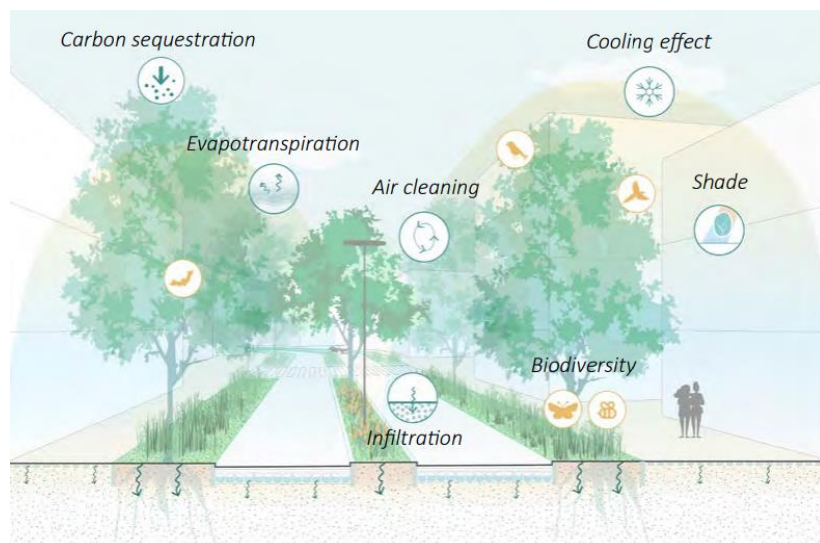 Carbon sequestration
Cooling effect
Evapotranspiration
Air cleaning
Shade
Biodiversity
Infiltration